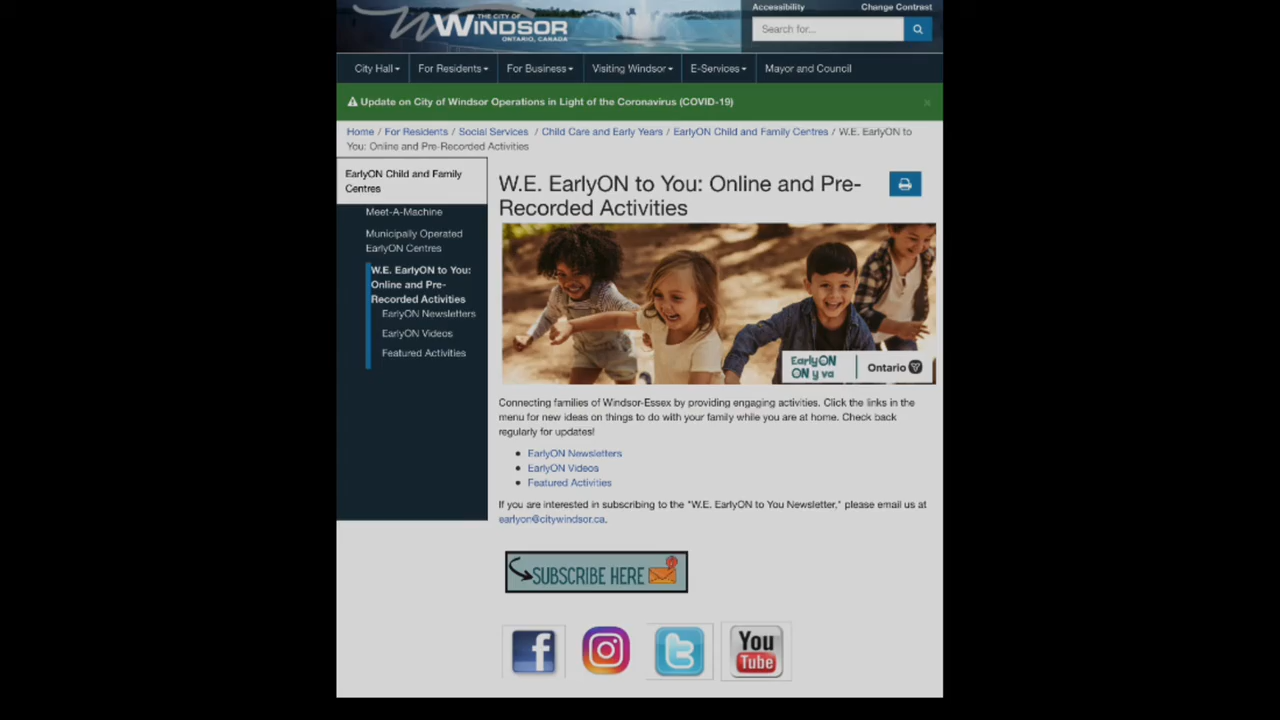 THE CITY OF
WINDSOR
ONTARIO, CANADA
Accessibility
Change Contrast
Search for...
City Hall
For Residents
For Business
Visiting Windsor
E-Services
Mayor and Council
Update on City of Windsor Operations in Light of the Coronavirus (COVID-19)
×
Home / For Residents / Social Services / Child Care and Early Years / EarlyON Child and Family Centres / W.E. EarlyON to
You: Online and Pre-Recorded Activities
EarlyON Child and Family
Centres
Meet-A-Machine
Municipally Operated
EarlyON Centres
W.E. EarlyON to You:
Online and Pre-
Recorded Activities
EarlyON Newsletters
EarlyON Videos
Featured Activities
W.E. EarlyON to You: Online and Pre-
Recorded Activities
EarlyON
ON y va
Ontario
Connecting families of Windsor-Essex by providing engaging activities. Click the links in the
menu for new ideas on things to do with your family while you are at home. Check back
regularly for updates!
EarlyON Newsletters
EarlyON Videos
Featured Activities
If you are interested in subscribing to the "W.E. EarlyON to You Newsletter," please email us at
earlyon@citywindsor.ca.
SUBSCRIBE HERE
f
t
You
Tube